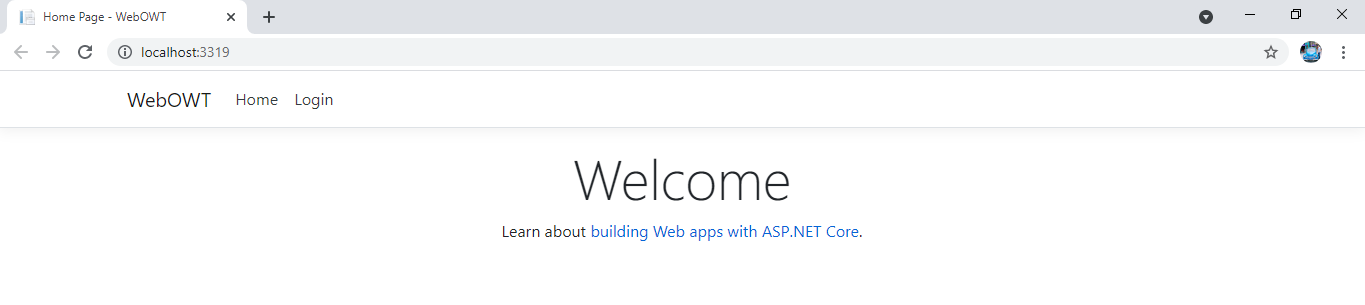 Home Page - WebOWT
localhost:3319
WebOWT Home Login
Welcome
Learn about building Web apps with ASP.NET Core.